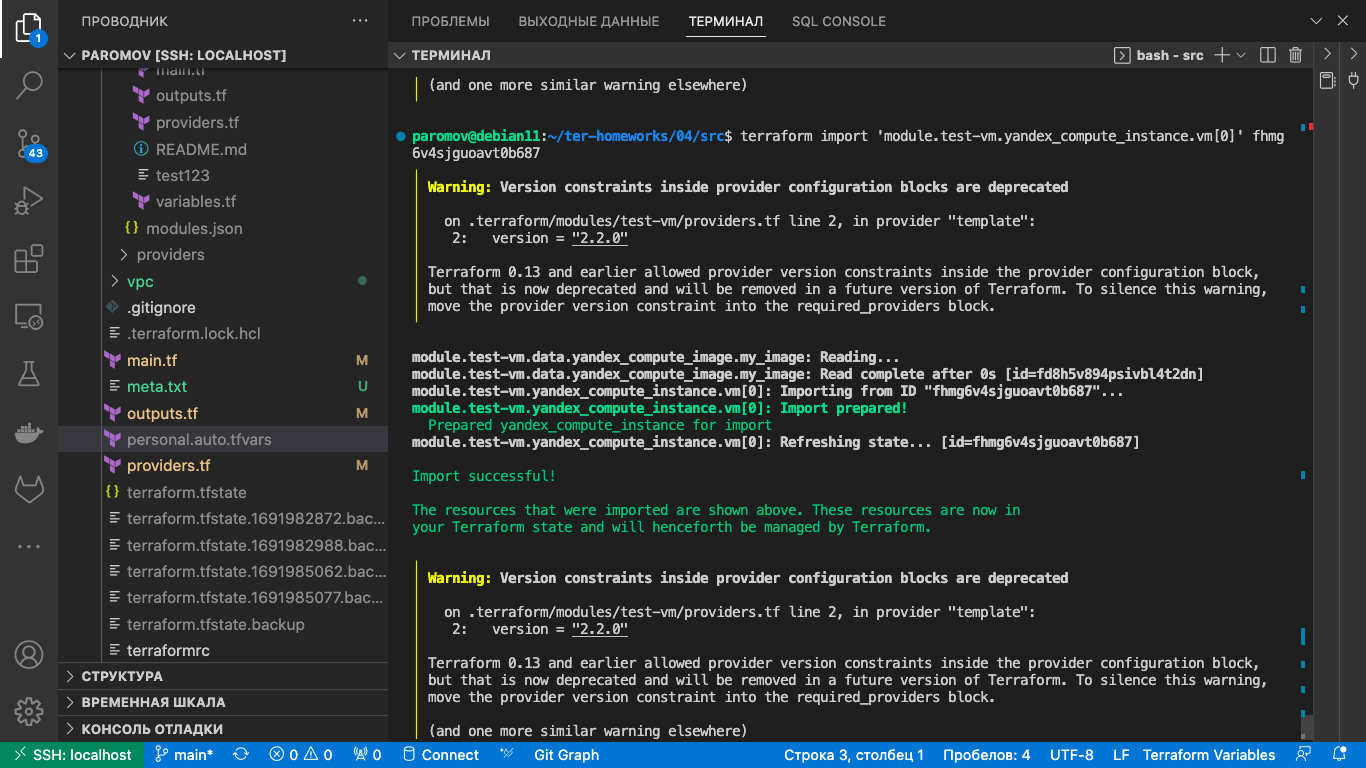 ПРОВОДНИК
PAROMOV [SSH: LOCALHOST]
main.tf
outputs.tf
providers.tf
README.md
test123
variables.tf
modules.json
providers
vpc
.gitignore
.terraform.lock.hcl
main.tf M
meta.txt U
outputs.tf M
personal.auto.tfvars
providers.tf M
terraform.tfstate
terraform.tfstate.1691982872.bac...
terraform.tfstate.1691982988.bac...
terraform.tfstate.1691985062.bac...
terraform.tfstate.1691985077.bac...
terraform.tfstate.backup
terraformrc
СТРУКТУРА
ВРЕМЕННАЯ ШКАЛА
КОНСОЛЬ ОТЛАДКИ
1
43
ПРОБЛЕМЫ ВЫХОДНЫЕ ДАННЫЕ ТЕРМИНАЛ SQL CONSOLE
ТЕРМИНАЛ bash - src
(and one more similar warning elsewhere)
paromov@debian11:~/ter-homeworks/04/src$ terraform import 'module.test-vm.yandex_compute_instance.vm[0]' fhmg
6v4sjguoavt0b687
Warning: Version constraints inside provider configuration blocks are deprecated
on .terraform/modules/test-vm/providers.tf line 2, in provider "template":
2: version = "2.2.0"
Terraform 0.13 and earlier allowed provider version constraints inside the provider configuration block,
but that is now deprecated and will be removed in a future version of Terraform. To silence this warning,
move the provider version constraint into the required_providers block.
module.test-vm.data.yandex_compute_image.my_image: Reading...
module.test-vm.data.yandex_compute_image.my_image: Read complete after 0s [id=fd8h5v894psivbl4t2dn]
module.test-vm.yandex_compute_instance.vm[0]: Importing from ID "fhmg6v4sjguoavt0b687"...
module.test-vm.yandex_compute_instance.vm[0]: Import prepared!
Prepared yandex_compute_instance for import
module.test-vm.yandex_compute_instance.vm[0]: Refreshing state... [id=fhmg6v4sjguoavt0b687]
Import successful!
The resources that were imported are shown above. These resources are now in
your Terraform state and will henceforth be managed by Terraform.
Warning: Version constraints inside provider configuration blocks are deprecated
on .terraform/modules/test-vm/providers.tf line 2, in provider "template":
2: version = "2.2.0"
Terraform 0.13 and earlier allowed provider version constraints inside the provider configuration block,
but that is now deprecated and will be removed in a future version of Terraform. To silence this warning,
move the provider version constraint into the required_providers block.
(and one more similar warning elsewhere)
SSH: localhost main* 0 0 0 Connect Git Graph Строка 3, столбец 1 Пробелов: 4 UTF-8 LF Terraform Variables